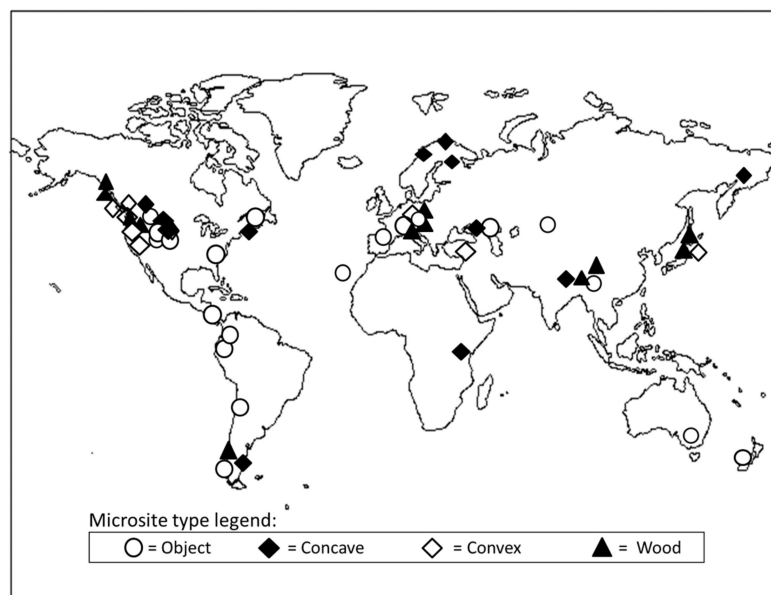 Microsite type legend:
= Object = Concave = Convex = Wood